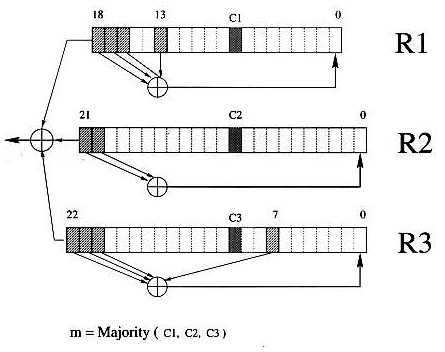 18 13 C1 0
R1
21 C2 0
R2
22 C3 7 0
R3
m = Majority ( C1, C2, C3 )